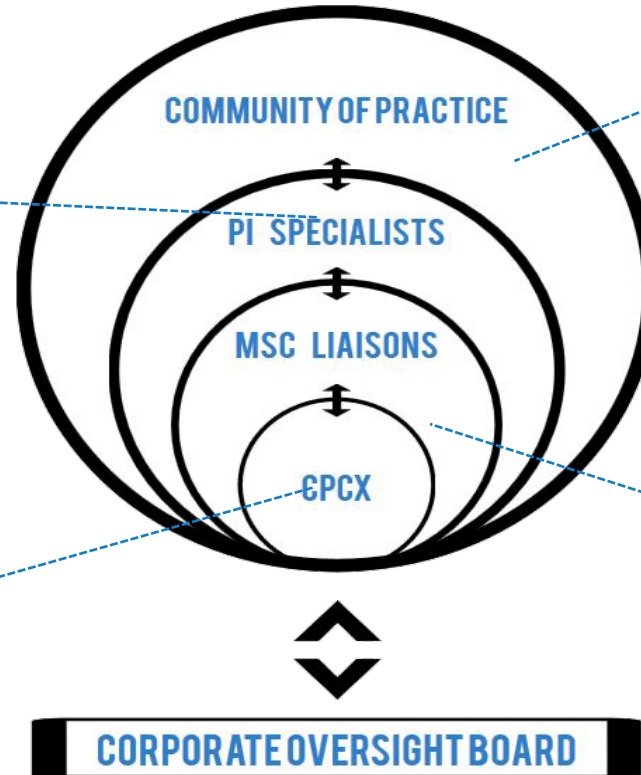 COMMUNITY OF PRACTICE
PI SPECIALISTS
MSC LIAISONS
CPCX
CORPORATE OVERSIGHT BOARD